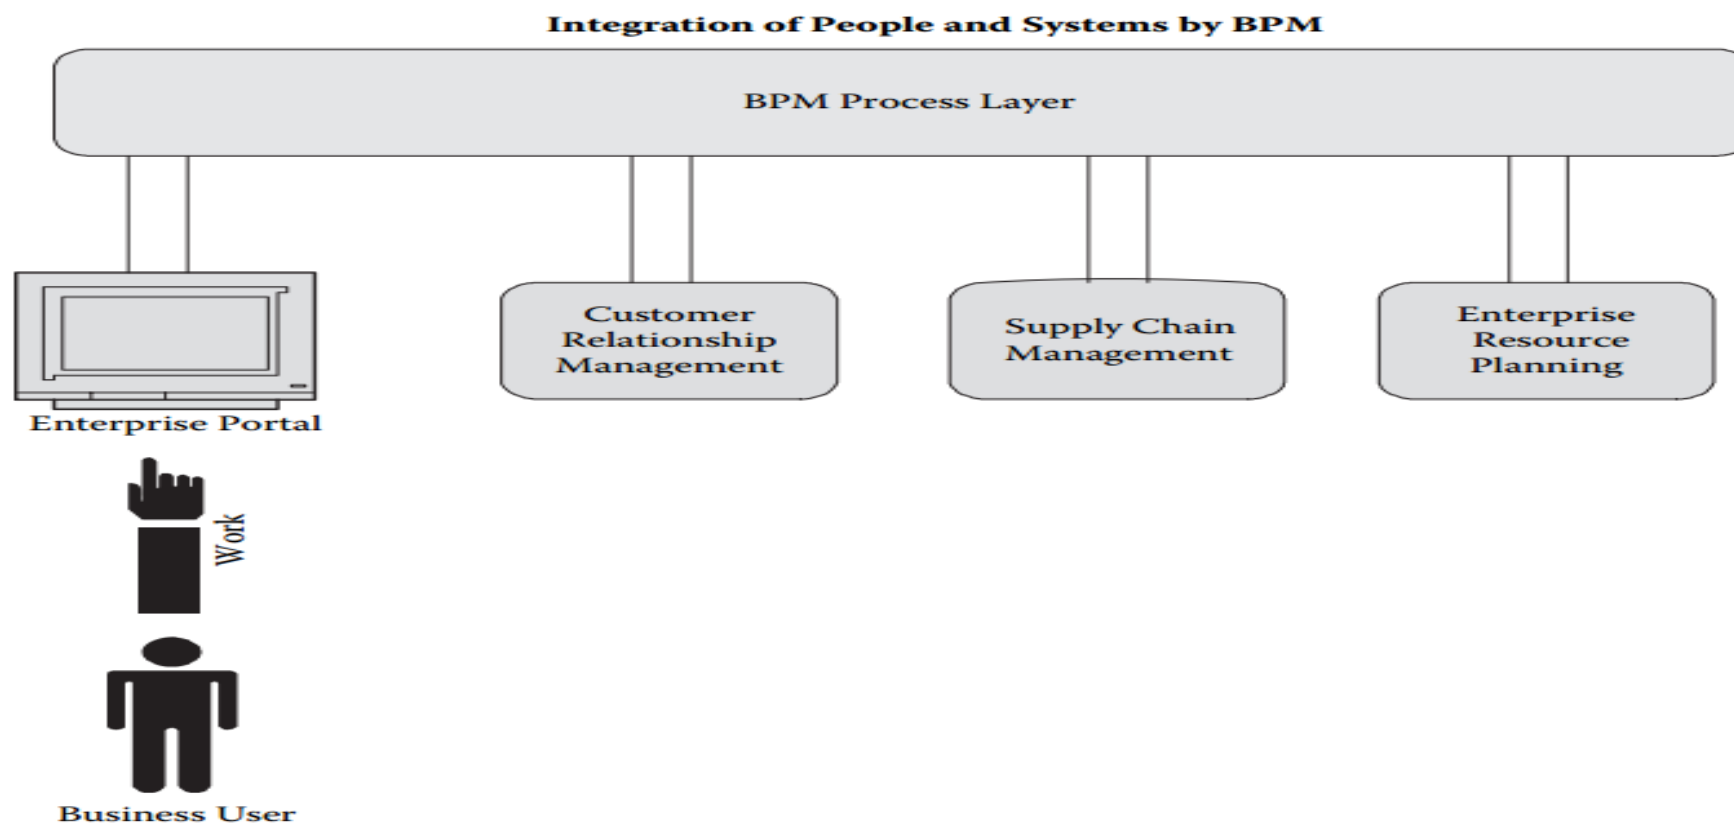 Integration of People and Systems by BPM
BPM Process Layer
Customer
Relationship
Management
Supply Chain
Management
Enterprise
Resource
Planning
Enterprise Portal
Work
Business User